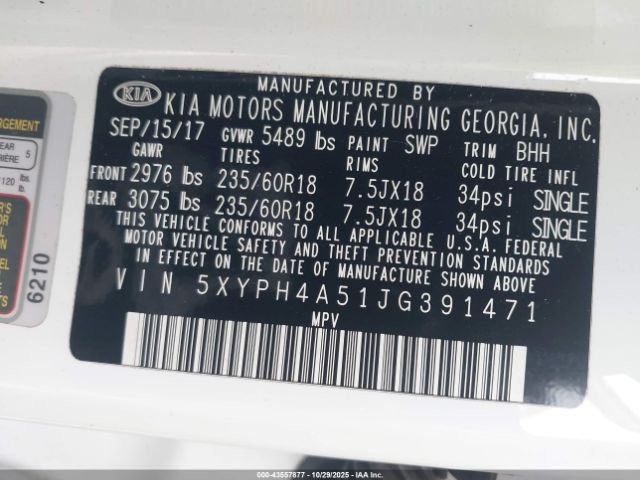 MANUFACTURED BY
KIA KIA MOTORS MANUFACTURING GEORGIA, INC.
SEP/15/17 GVWR 5489 lbs PAINT SWP TRIM BHH
GAWR TIRES RIMS COLD TIRE INFL
FRONT 2976 lbs 235/60R18 7.5JX18 34psi SINGLE
REAR 3075 lbs 235/60R18 7.5JX18 34psi SINGLE
THIS VEHICLE CONFORMS TO ALL APPLICABLE U.S.A. FEDERAL
MOTOR VEHICLE SAFETY AND THEFT PREVENTION STANDARDS
IN EFFECT ON THE DATE OF MANUFACTURE SHOWN ABOVE
VIN 5XYPH4A51JG391471
MPV
6210
000-43557877 10/29/2025